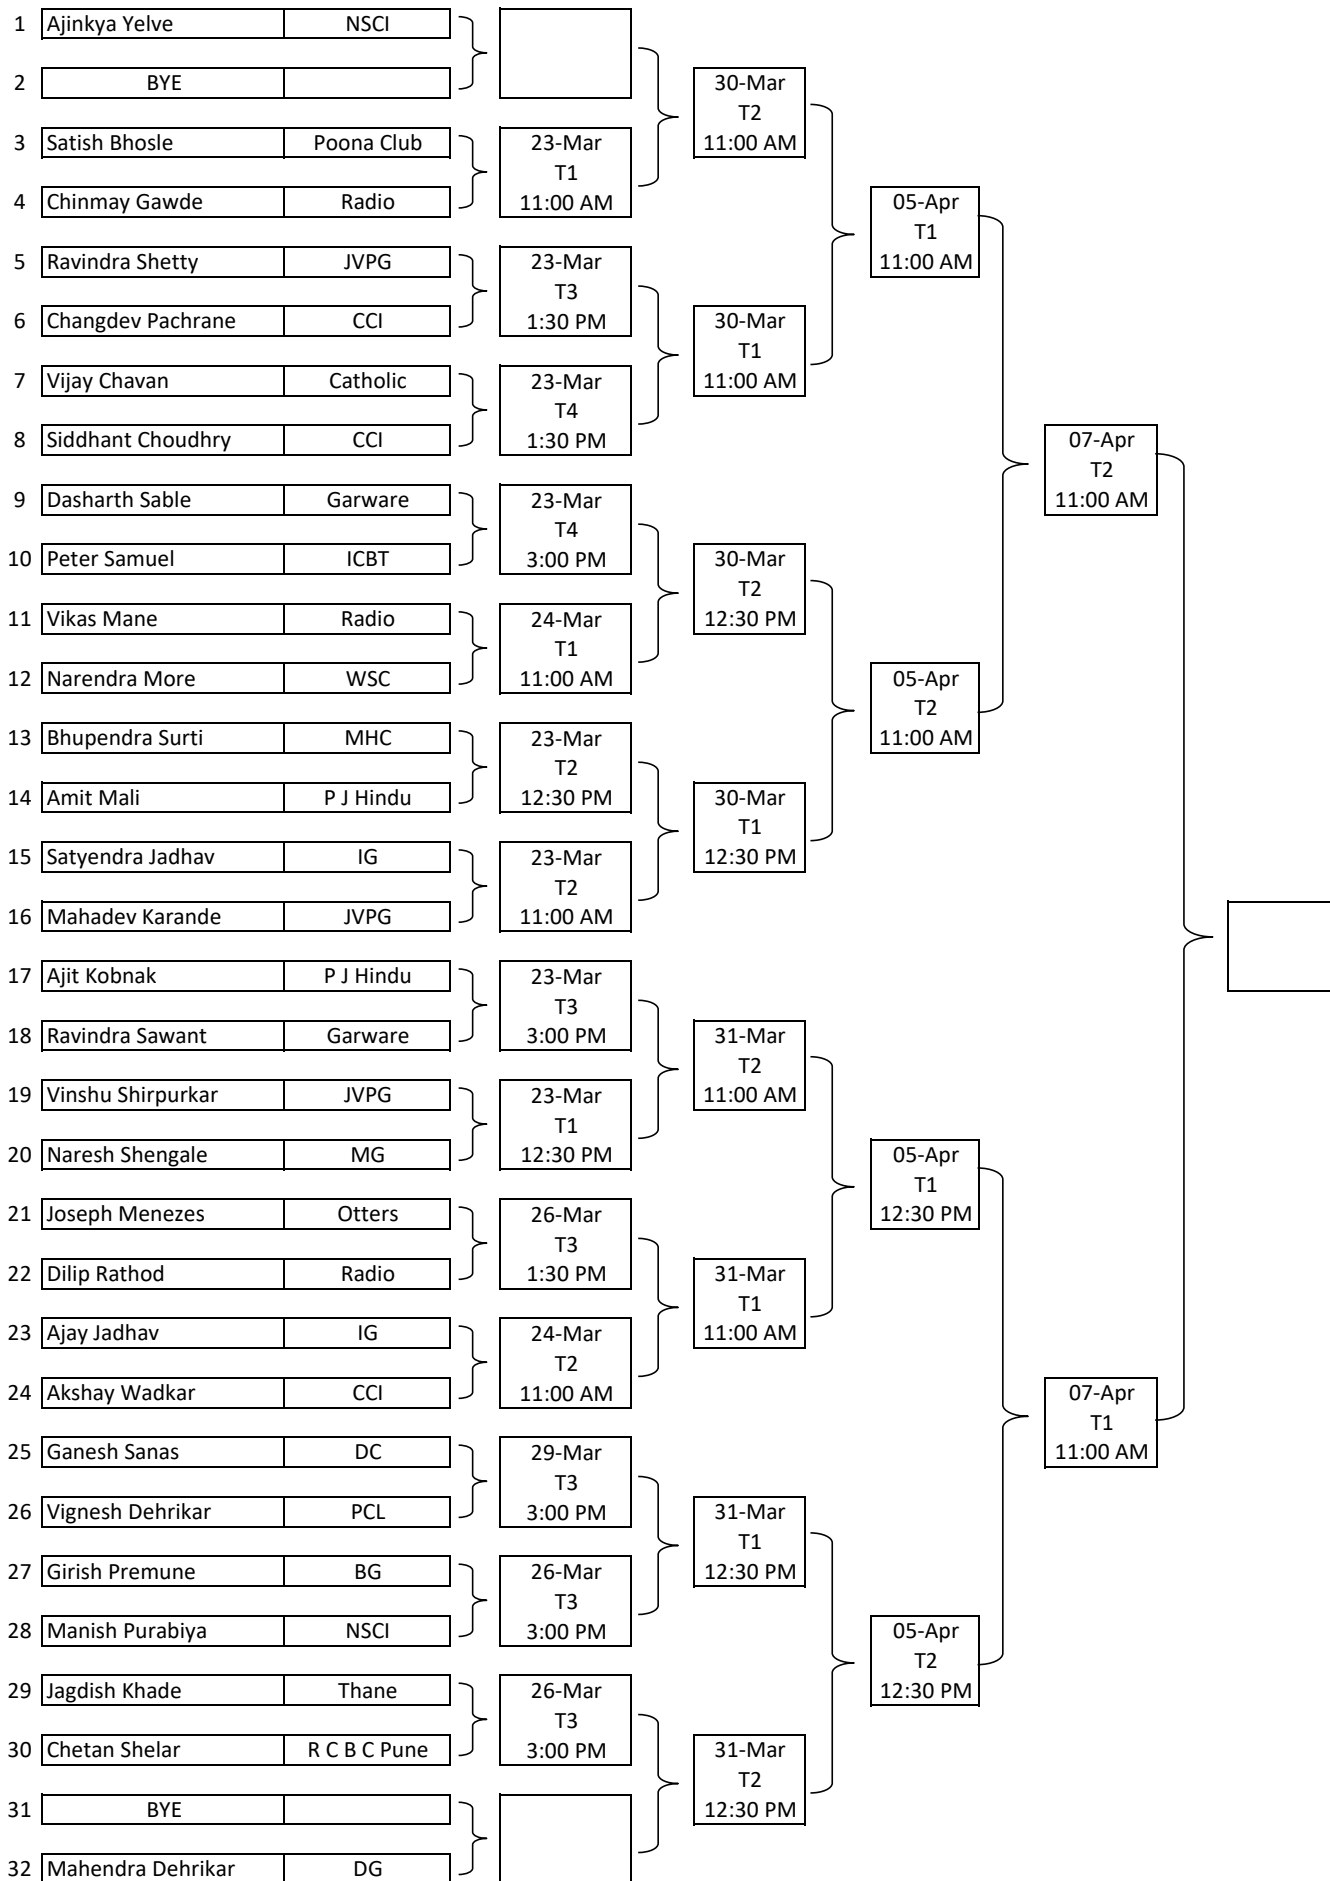 1 Ajinkya Yelve NSCI
2 BYE
3 Satish Bhosle Poona Club
4 Chinmay Gawde Radio
5 Ravindra Shetty JVPG
6 Changdev Pachrane CCI
7 Vijay Chavan Catholic
8 Siddhant Choudhry CCI
9 Dasharth Sable Garware
10 Peter Samuel ICBT
11 Vikas Mane Radio
12 Narendra More WSC
13 Bhupendra Surti MHC
14 Amit Mali P J Hindu
15 Satyendra Jadhav IG
16 Mahadev Karande JVPG
17 Ajit Kobnak P J Hindu
18 Ravindra Sawant Garware
19 Vinshu Shirpurkar JVPG
20 Naresh Shengale MG
21 Joseph Menezes Otters
22 Dilip Rathod Radio
23 Ajay Jadhav IG
24 Akshay Wadkar CCI
25 Ganesh Sanas DC
26 Vignesh Dehrikar PCL
27 Girish Premune BG
28 Manish Purabiya NSCI
29 Jagdish Khade Thane
30 Chetan Shelar R C B C Pune
31 BYE
32 Mahendra Dehrikar DG
23-Mar
T1
11:00 AM
23-Mar
T3
1:30 PM
23-Mar
T4
1:30 PM
23-Mar
T4
3:00 PM
24-Mar
T1
11:00 AM
23-Mar
T2
12:30 PM
23-Mar
T2
11:00 AM
23-Mar
T3
3:00 PM
23-Mar
T1
12:30 PM
26-Mar
T3
1:30 PM
24-Mar
T2
11:00 AM
29-Mar
T3
3:00 PM
26-Mar
T3
3:00 PM
26-Mar
T3
3:00 PM
30-Mar
T2
11:00 AM
30-Mar
T1
11:00 AM
30-Mar
T2
12:30 PM
30-Mar
T1
12:30 PM
31-Mar
T2
11:00 AM
31-Mar
T1
11:00 AM
31-Mar
T1
12:30 PM
31-Mar
T2
12:30 PM
05-Apr
T1
11:00 AM
05-Apr
T2
11:00 AM
05-Apr
T1
12:30 PM
05-Apr
T2
12:30 PM
07-Apr
T2
11:00 AM
07-Apr
T1
11:00 AM